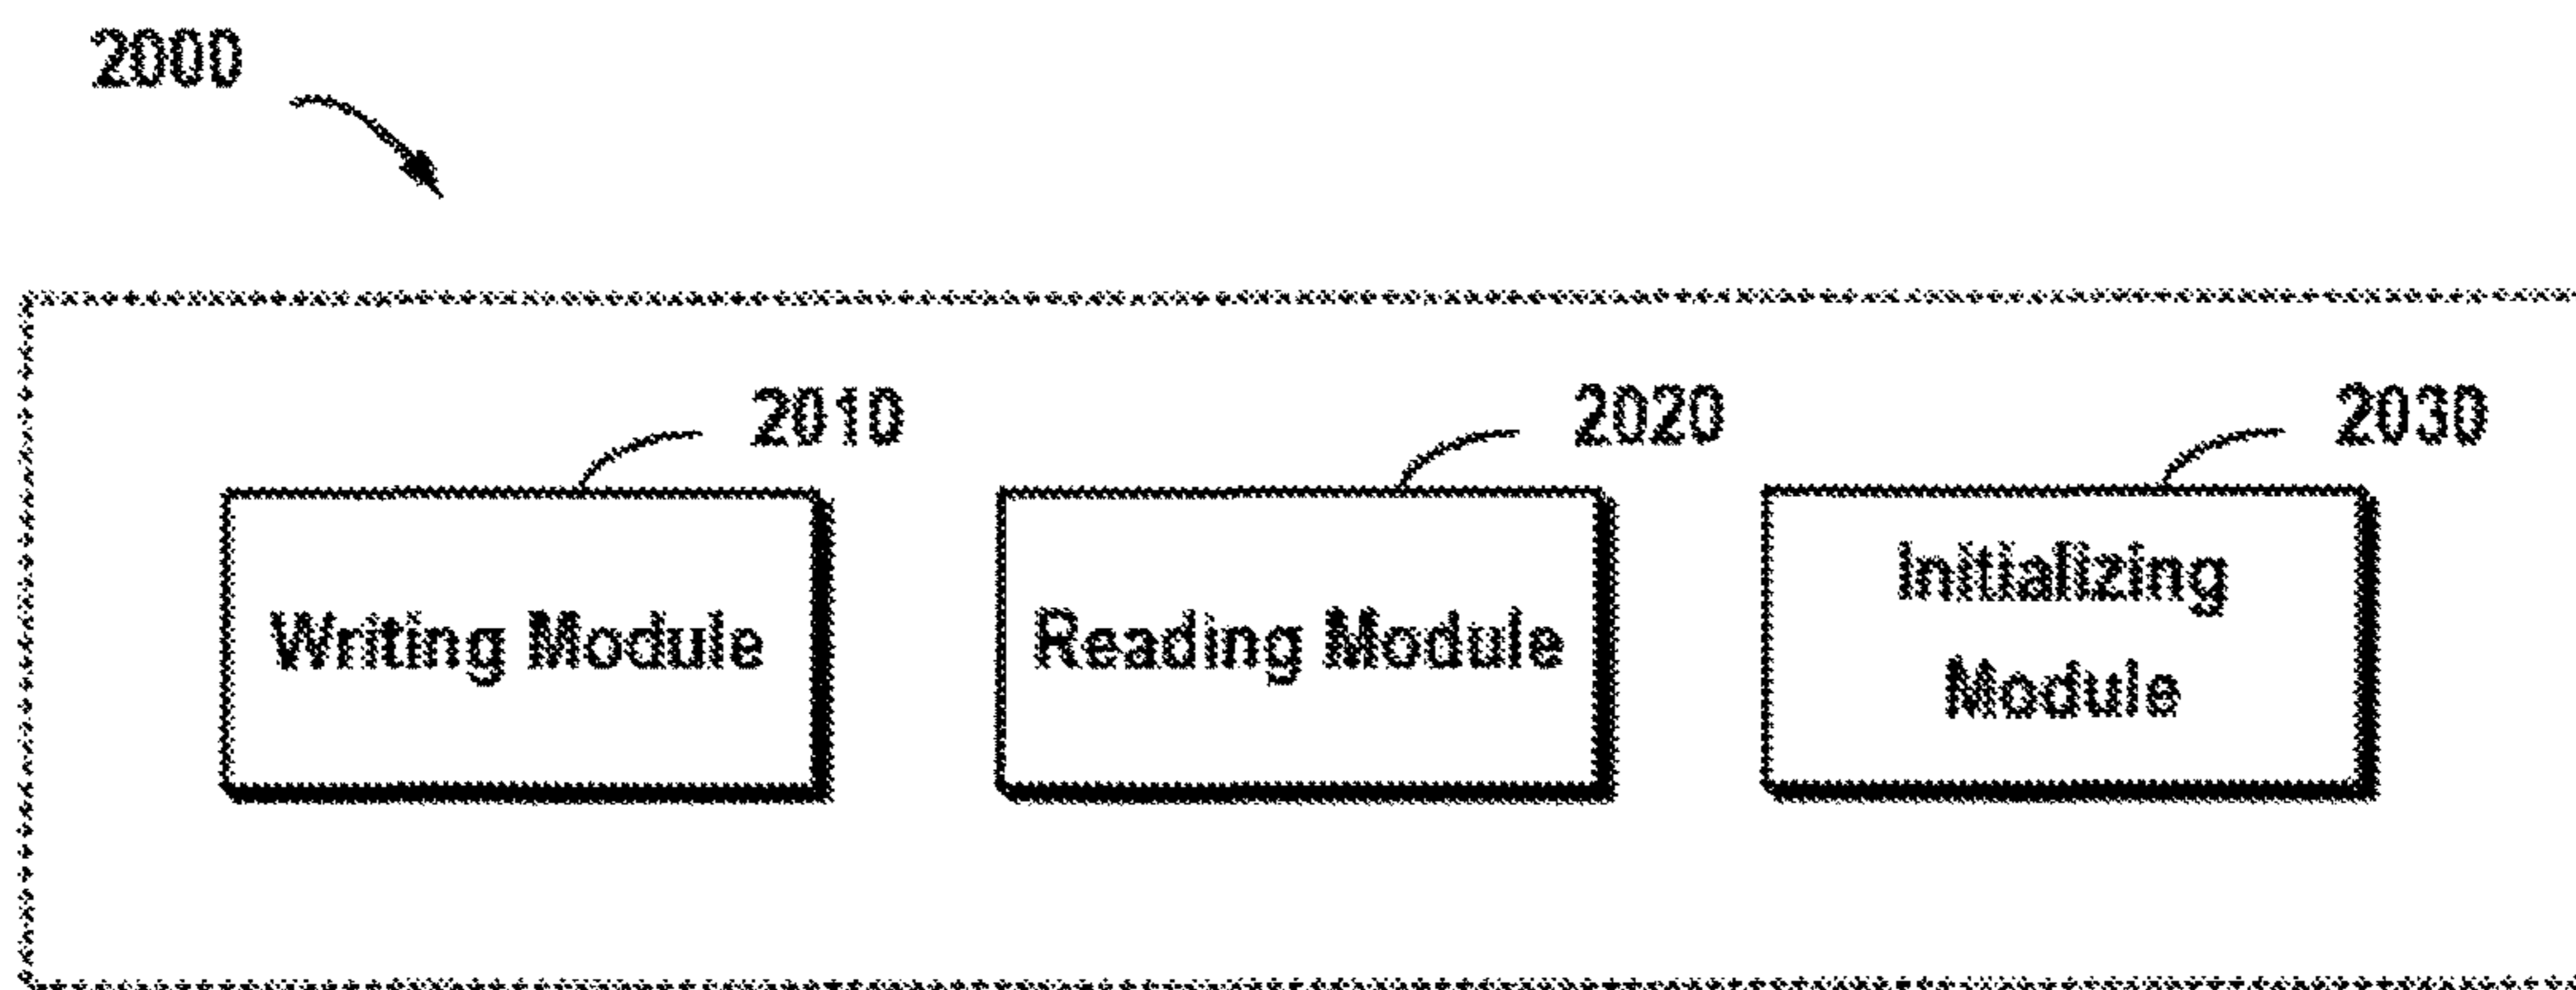 2000
2010
2020
2030
Writing Module
Reading Module
Initializing
Module